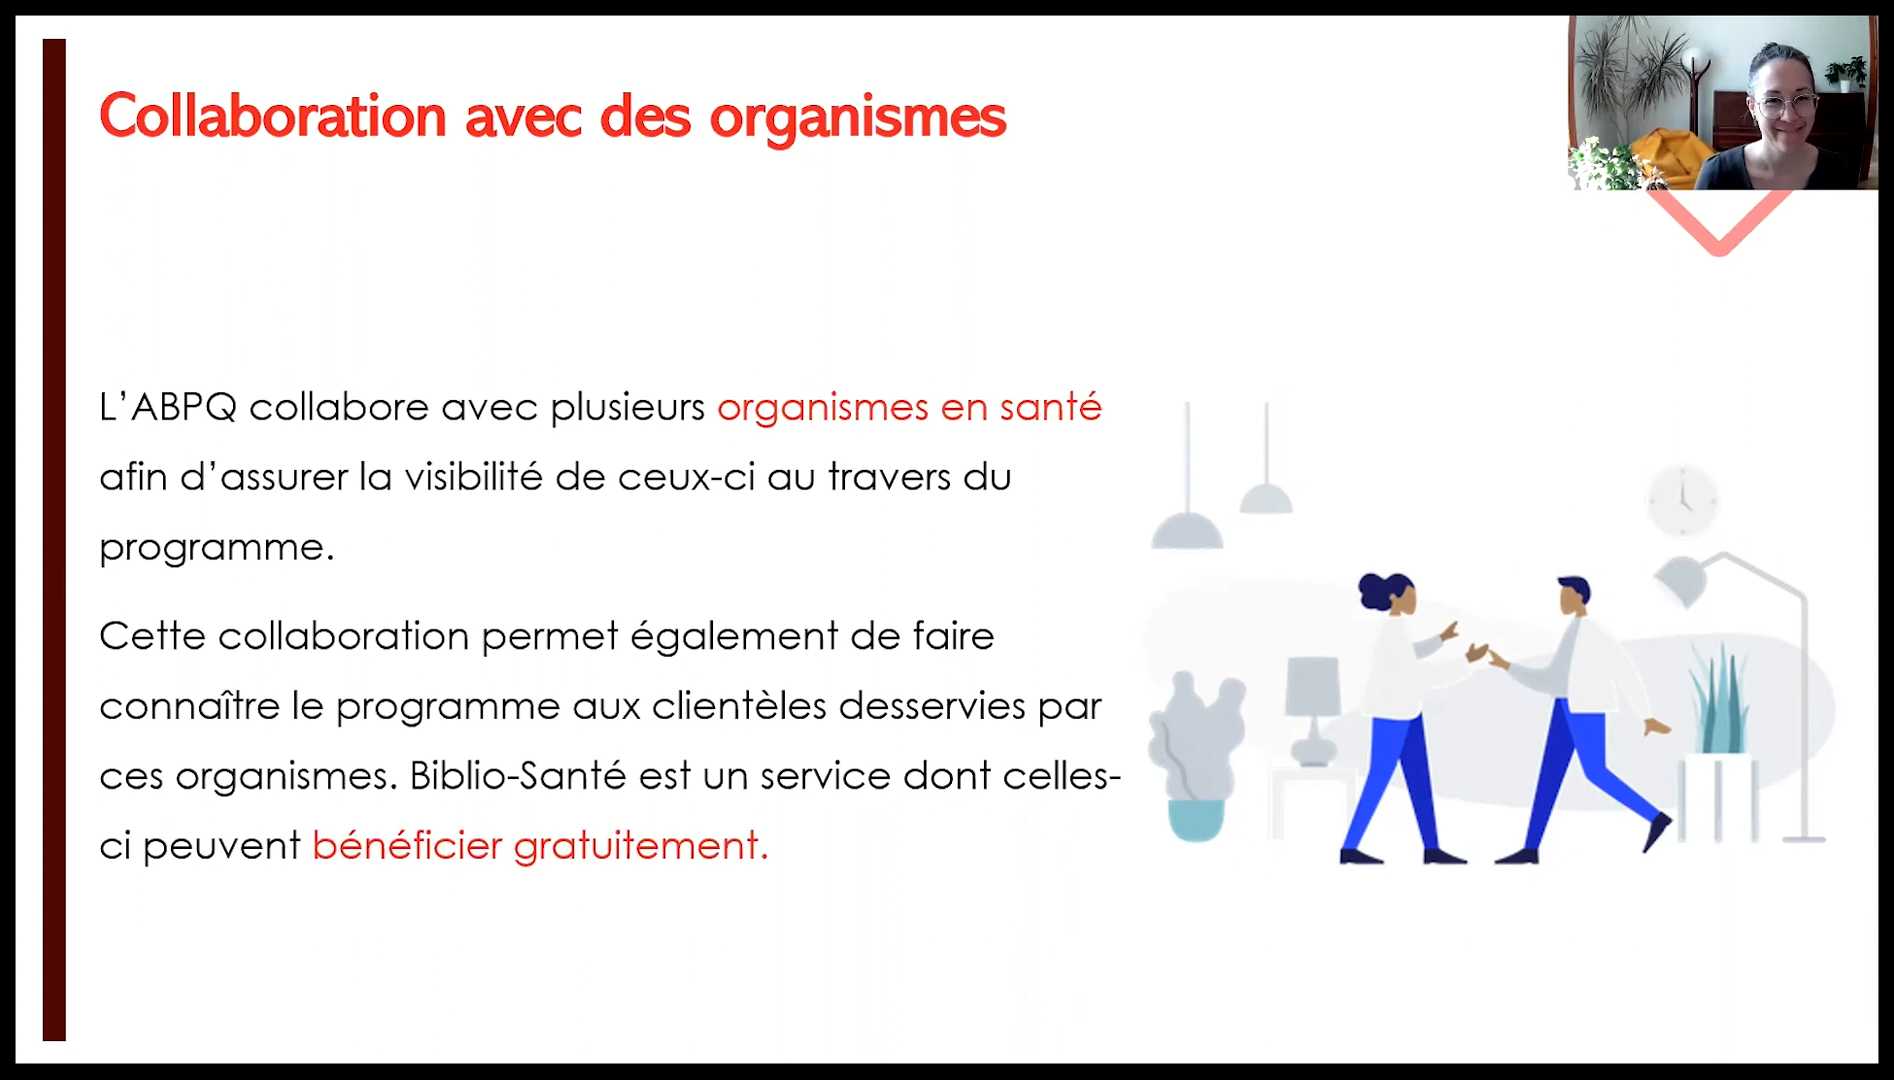 Collaboration avec des organismes
L’ABPQ collabore avec plusieurs organismes en santé
afin d’assurer la visibilité de ceux-ci au travers du
programme.
Cette collaboration permet également de faire
connaître le programme aux clientèles desservies par
ces organismes. Biblio-Santé est un service dont celles-
ci peuvent bénéficier gratuitement.